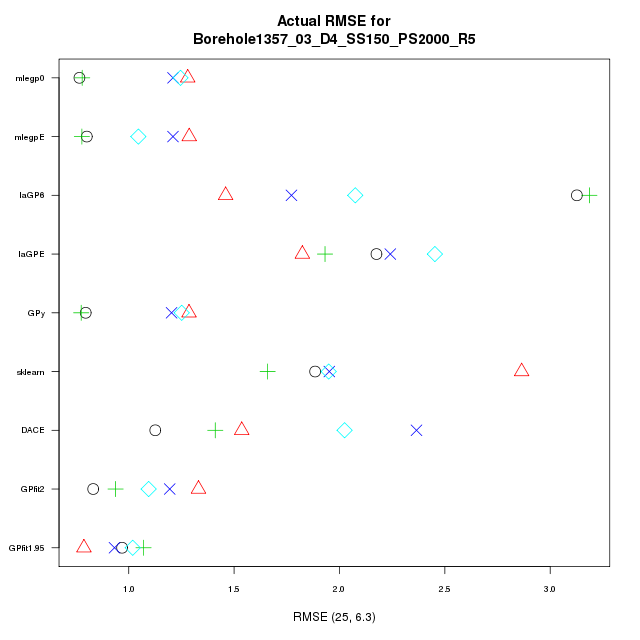 Actual RMSE for
Borehole1357_03_D4_SS150_PS2000_R5
mlegp0
mlegpE
laGP6
laGPE
GPy
sklearn
DACE
GPfit2
GPfit1.95
1.0 1.5 2.0 2.5 3.0
RMSE (25, 6.3)